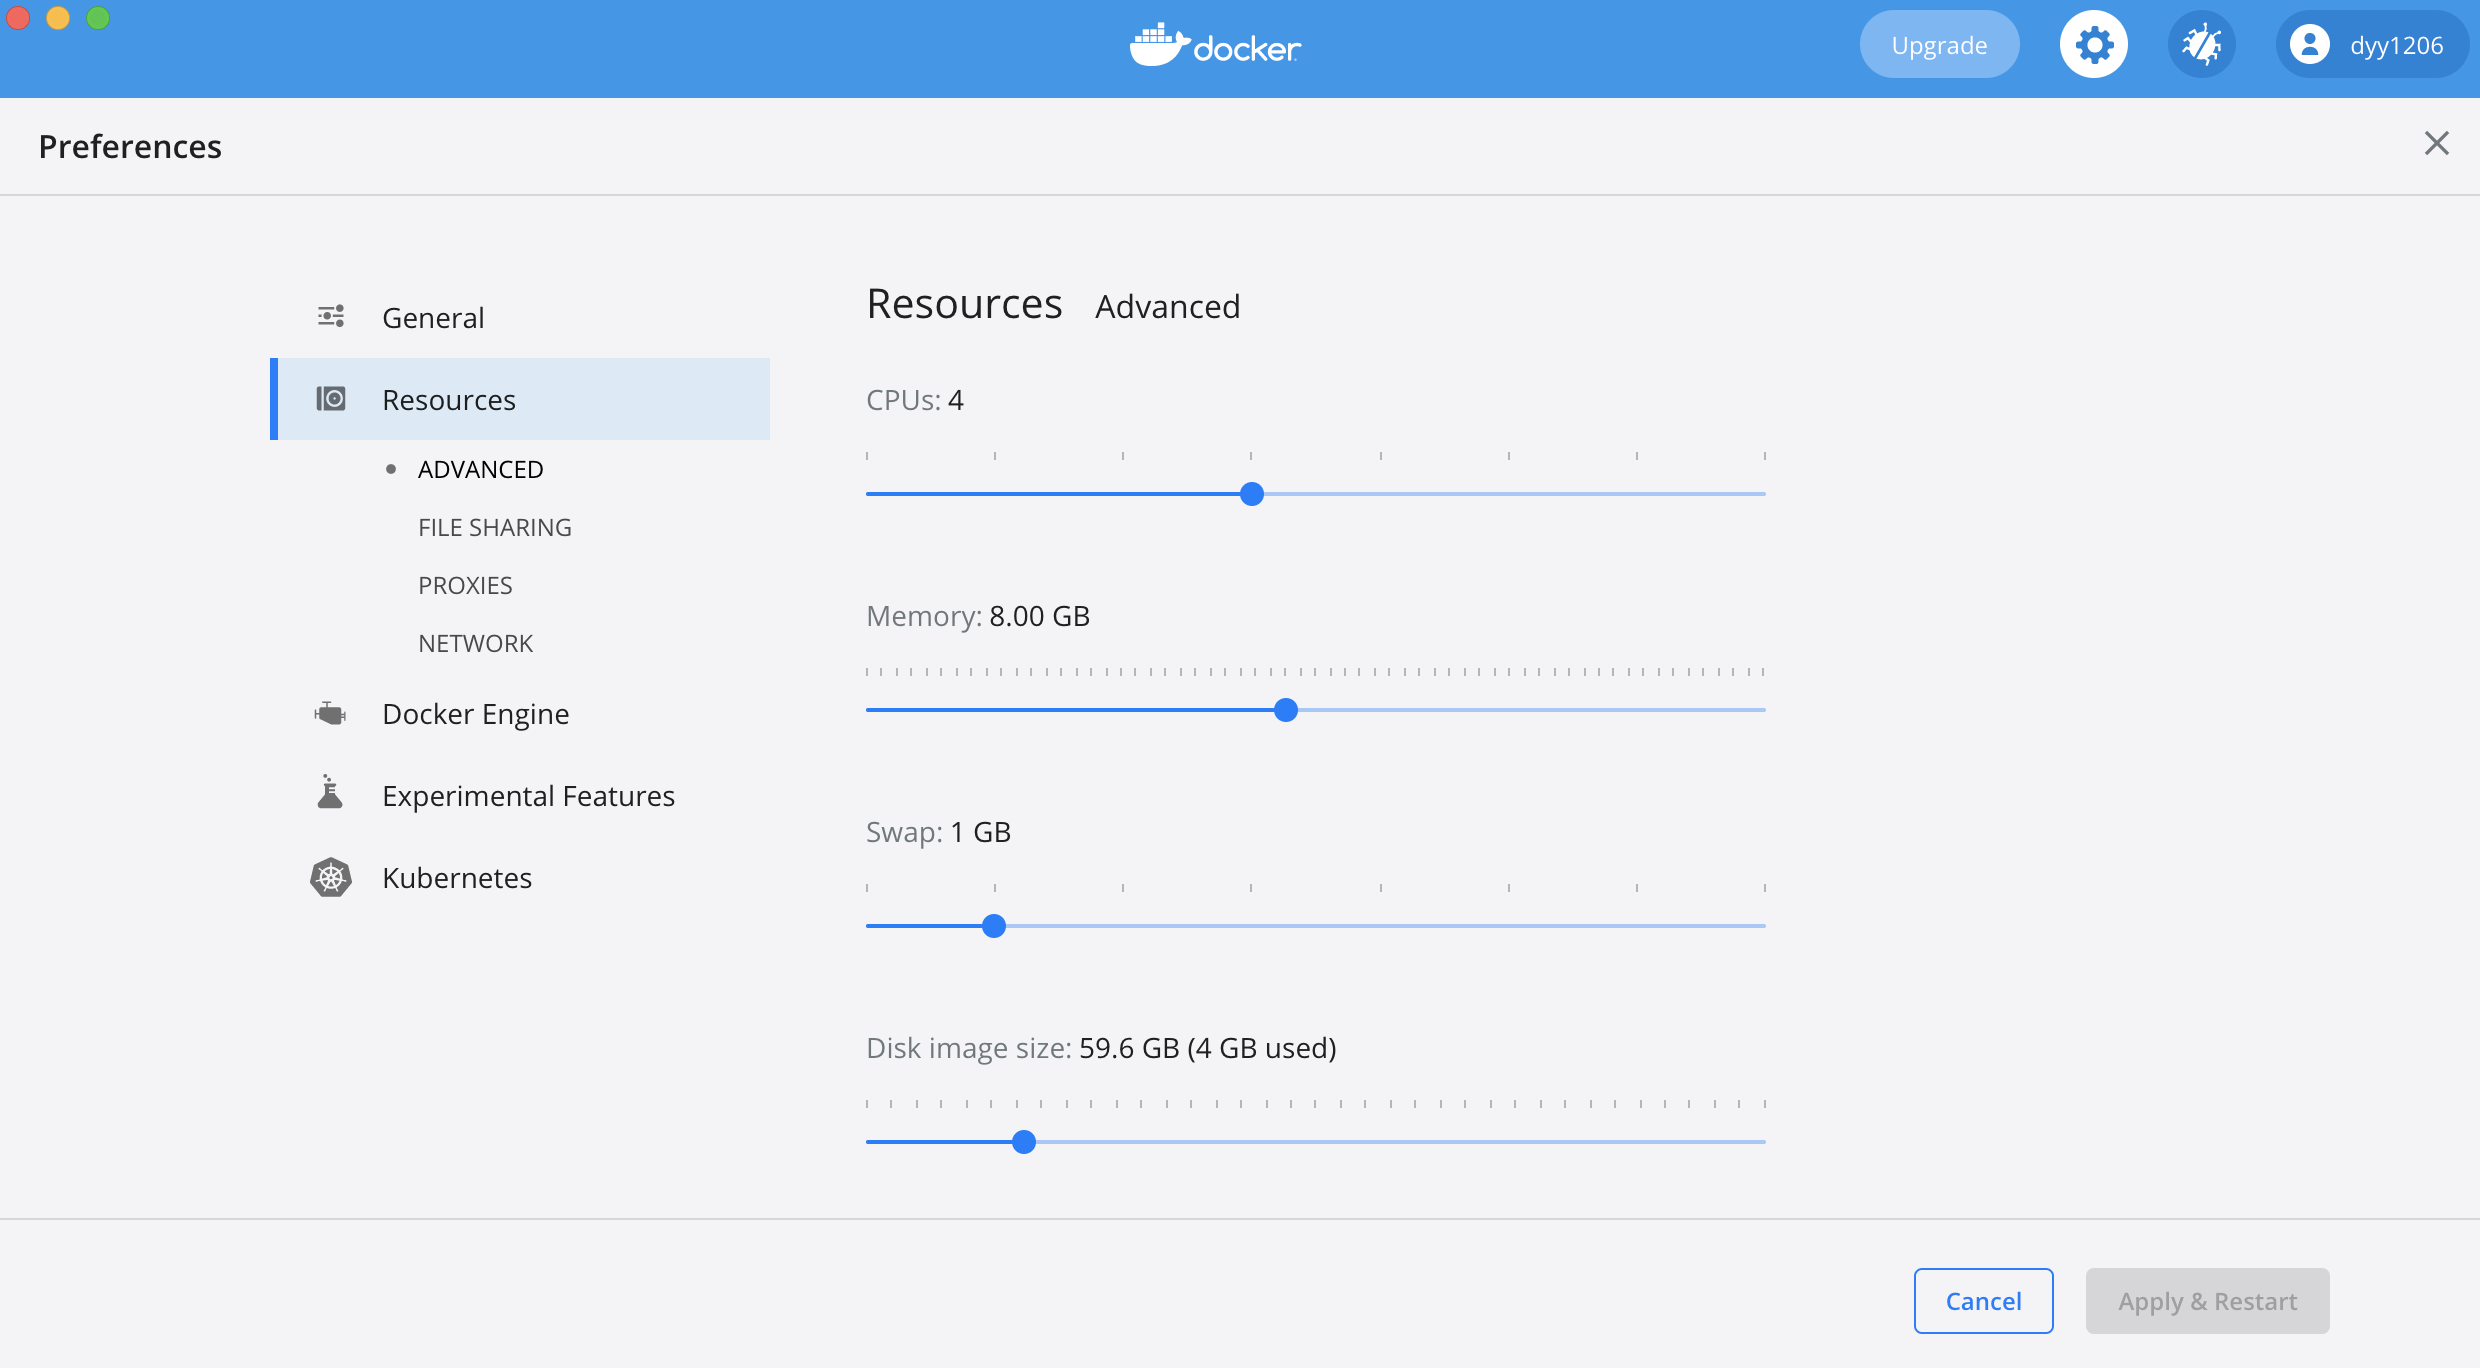 docker
Upgrade
dyy1206
Preferences
General
Resources
ADVANCED
FILE SHARING
PROXIES
NETWORK
Docker Engine
Experimental Features
Kubernetes
Resources Advanced
CPUs: 4
Memory: 8.00 GB
Swap: 1 GB
Disk image size: 59.6 GB (4 GB used)
Cancel
Apply & Restart